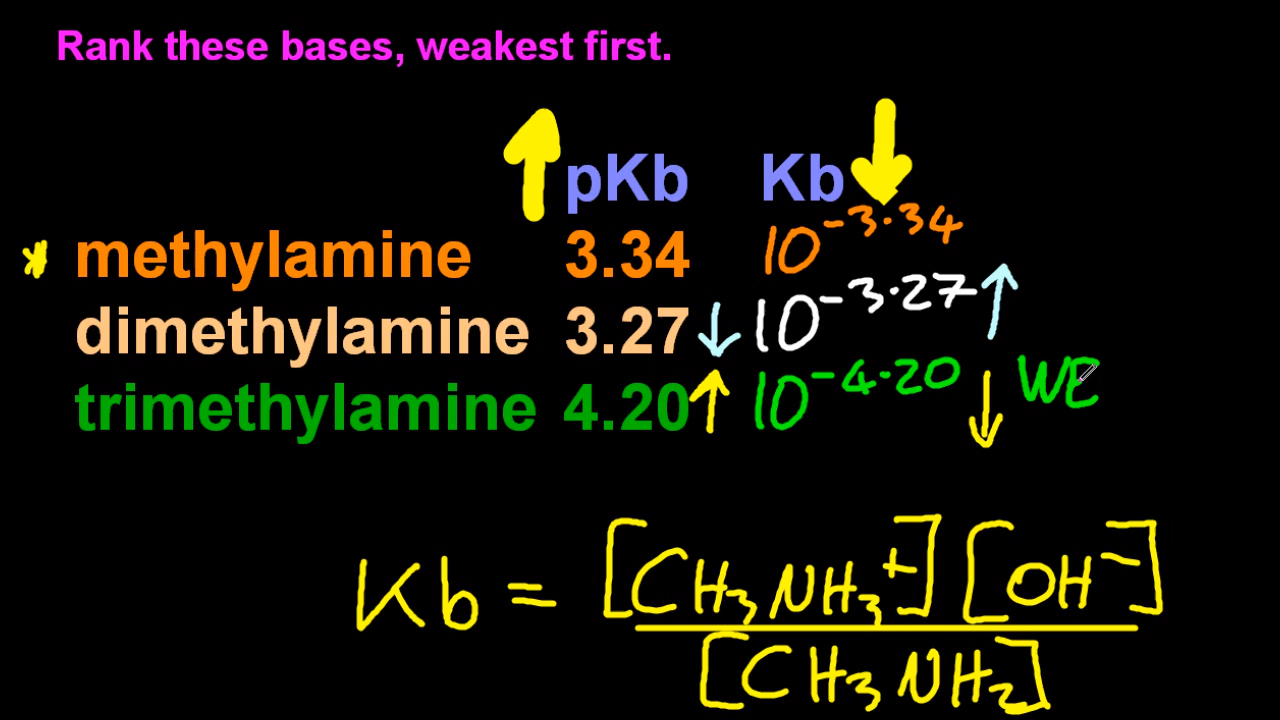 Rank these bases, weakest first.
pKb Kb
* methylamine 3.34 10⁻³·³⁴
dimethylamine 3.27 ↓ 10⁻³·²⁷ ↑
trimethylamine 4.20 ↑ 10⁻⁴·²⁰ ↓ WE
Kb = [CH₃NH₃⁺] [OH⁻]
[CH₃NH₂]